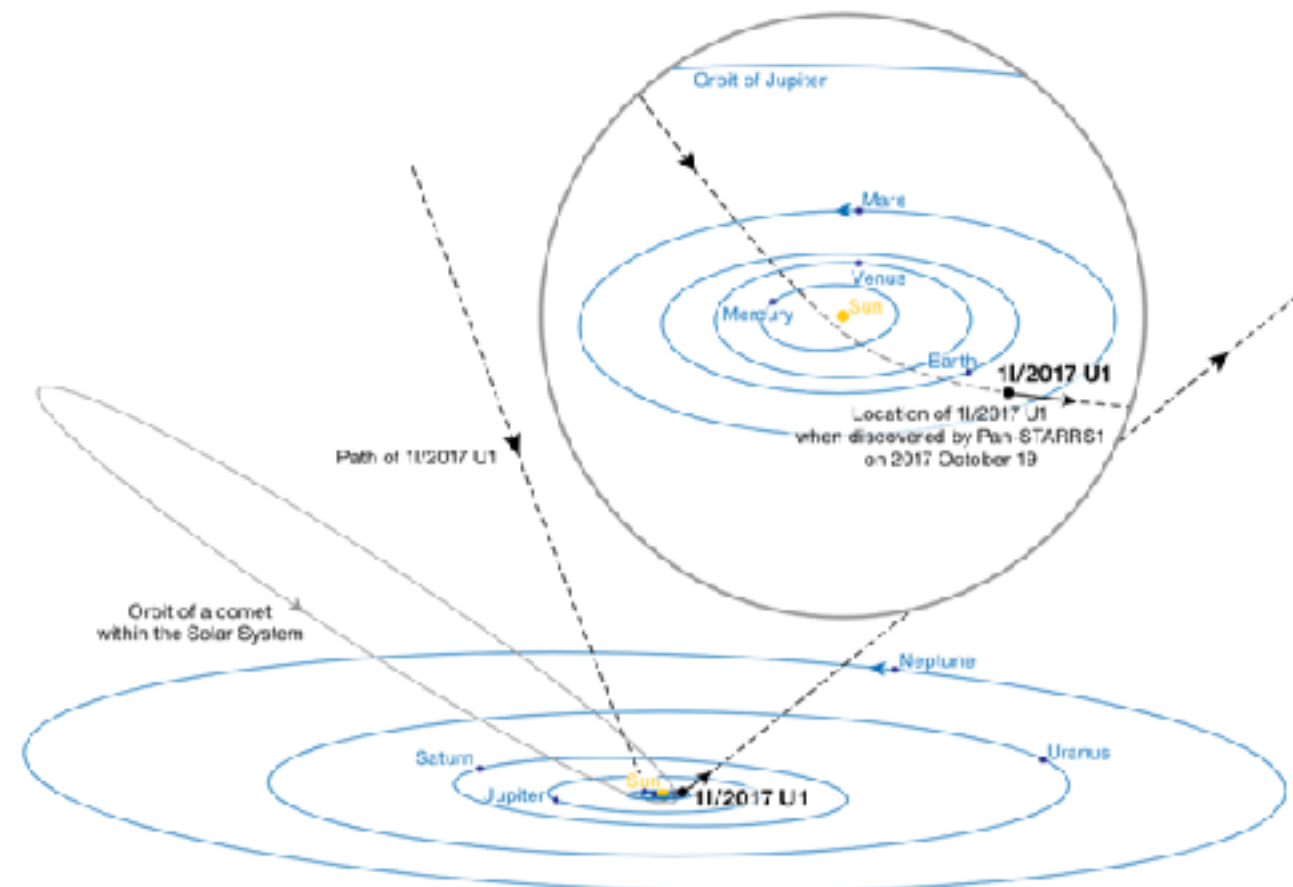 Orbit of Jupiter
Mars
Venus
Mercury
Sun
Earth
1I/2017 U1
Location of 1I/2017 U1
when discovered by Pan-STARRS1
on 2017 October 19
Path of 1I/2017 U1
Orbit of a comet
within the Solar System
Neptune
Saturn
Uranus
Sun
Jupiter
1I/2017 U1